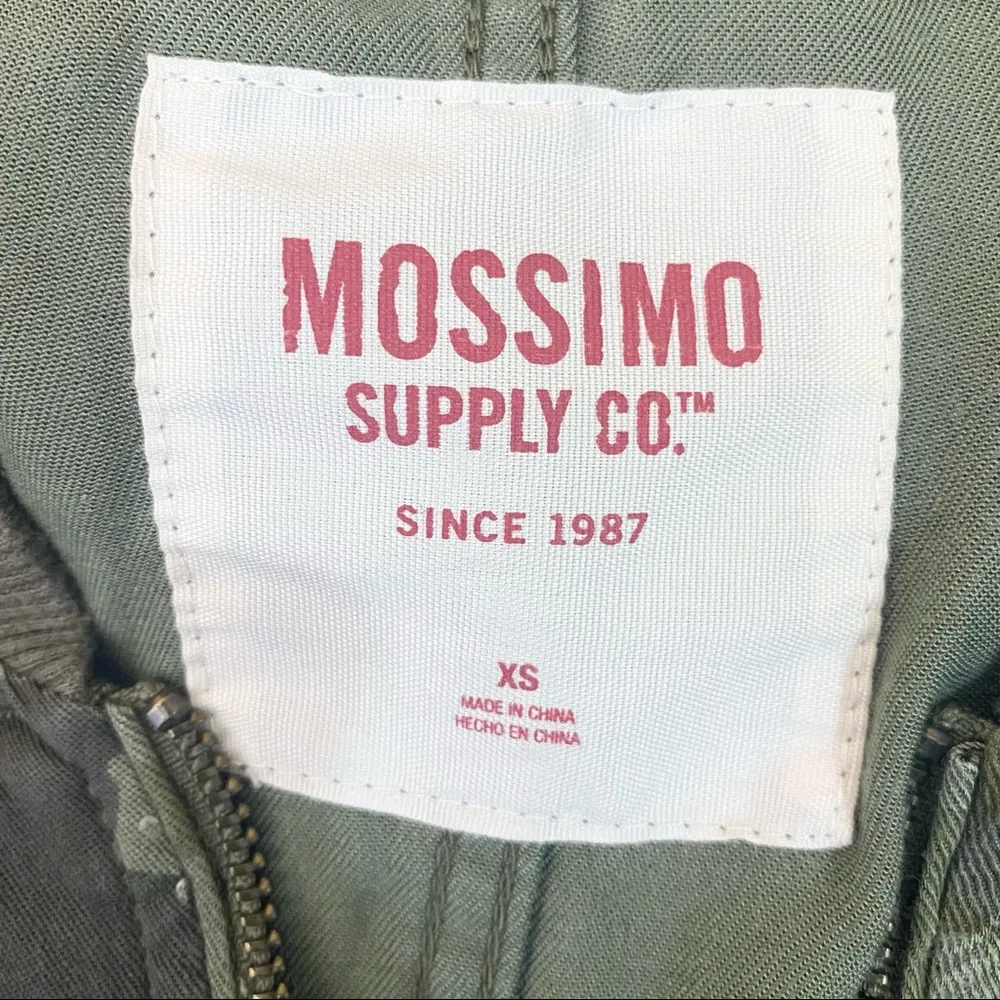 MOSSIMO
SUPPLY CO.™
SINCE 1987
XS
MADE IN CHINA
HECHO EN CHINA